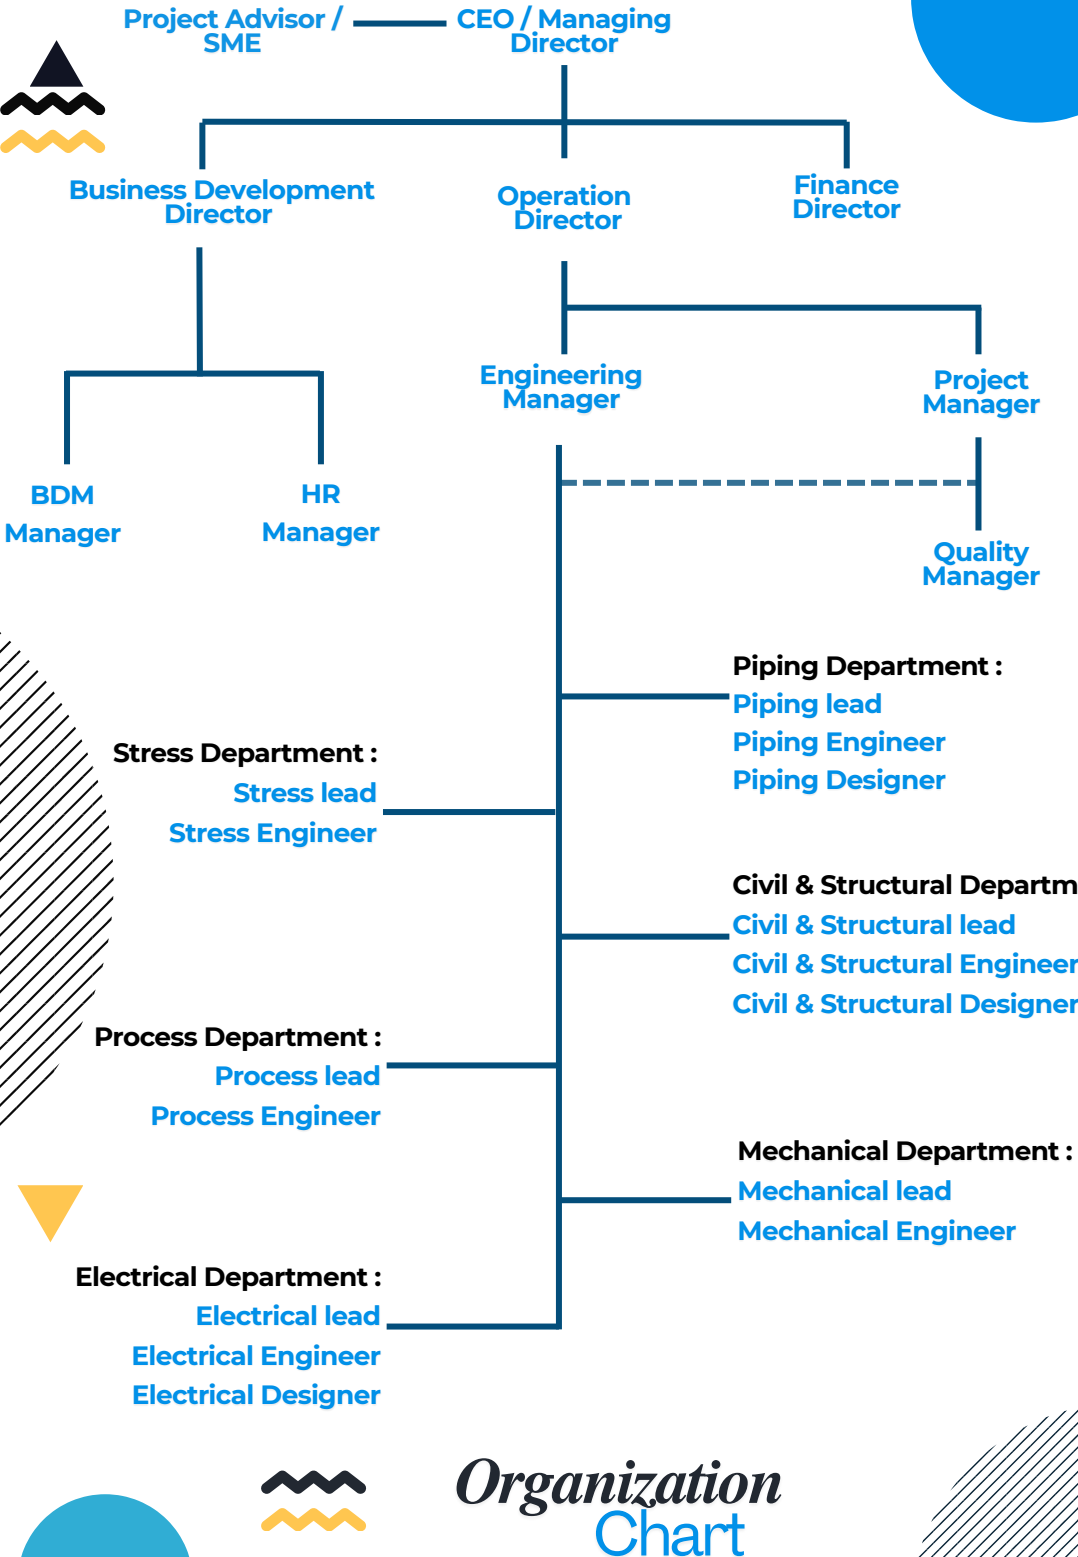 Project Advisor /
SME
CEO / Managing
Director
Business Development
Director
Operation
Director
Finance
Director
Engineering
Manager
Project
Manager
BDM
Manager
HR
Manager
Quality
Manager
Piping Department :
Piping lead
Piping Engineer
Piping Designer
Stress Department :
Stress lead
Stress Engineer
Civil & Structural Departm
Civil & Structural lead
Civil & Structural Engineer
Civil & Structural Designer
Process Department :
Process lead
Process Engineer
Mechanical Department :
Mechanical lead
Mechanical Engineer
Electrical Department :
Electrical lead
Electrical Engineer
Electrical Designer
Organization
Chart